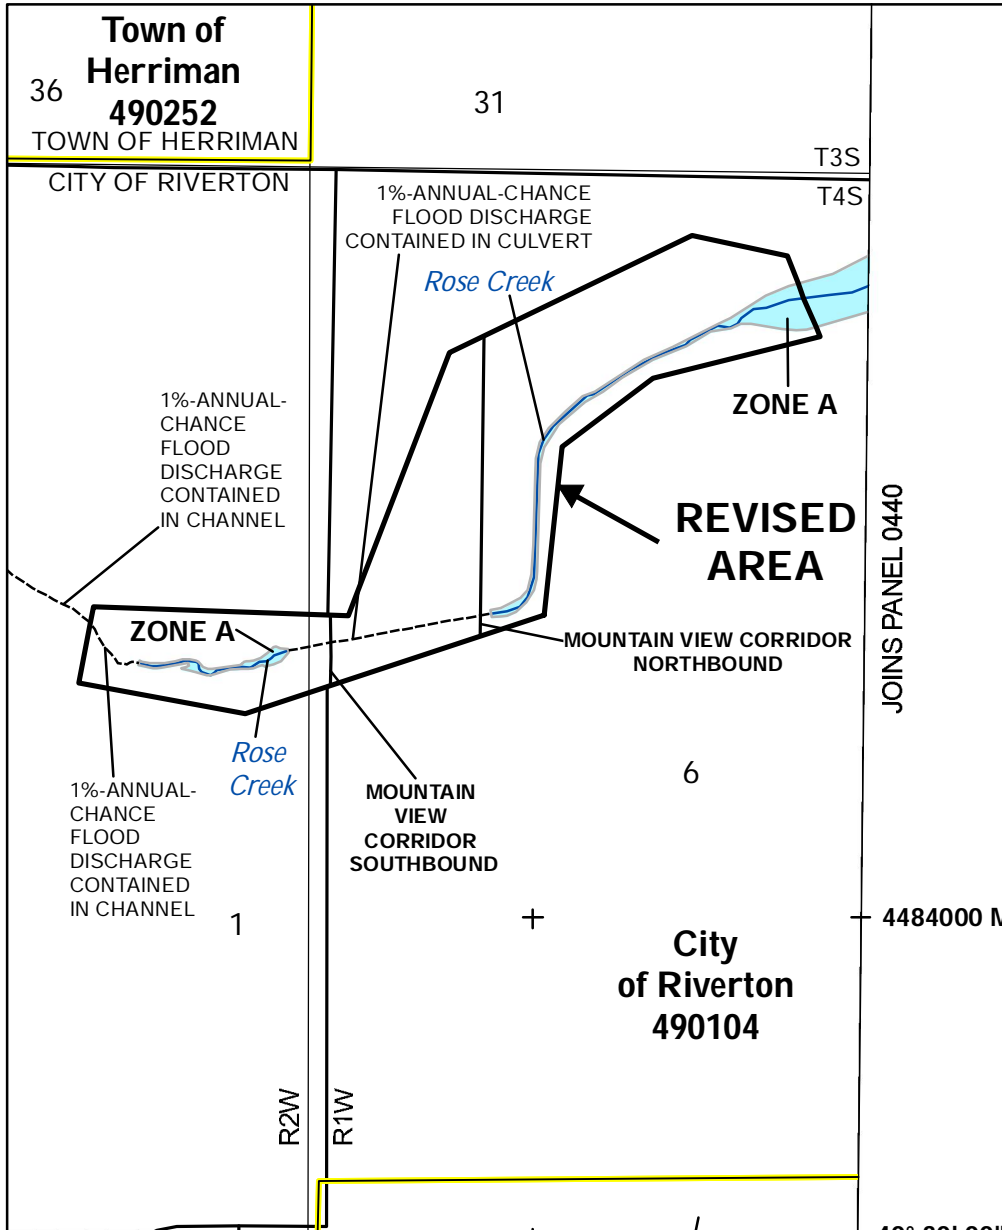 Town of
Herriman
490252
36
31
TOWN OF HERRIMAN
CITY OF RIVERTON
T3S
T4S
1%-ANNUAL-CHANCE
FLOOD DISCHARGE
CONTAINED IN CULVERT
Rose Creek
1%-ANNUAL-
CHANCE
FLOOD
DISCHARGE
CONTAINED
IN CHANNEL
ZONE A
REVISED
AREA
JOINS PANEL 0440
ZONE A
MOUNTAIN VIEW CORRIDOR
NORTHBOUND
Rose
Creek
1%-ANNUAL-
CHANCE
FLOOD
DISCHARGE
CONTAINED
IN CHANNEL
MOUNTAIN
VIEW
CORRIDOR
SOUTHBOUND
6
1
4484000 M
City
of Riverton
490104
R2W
R1W